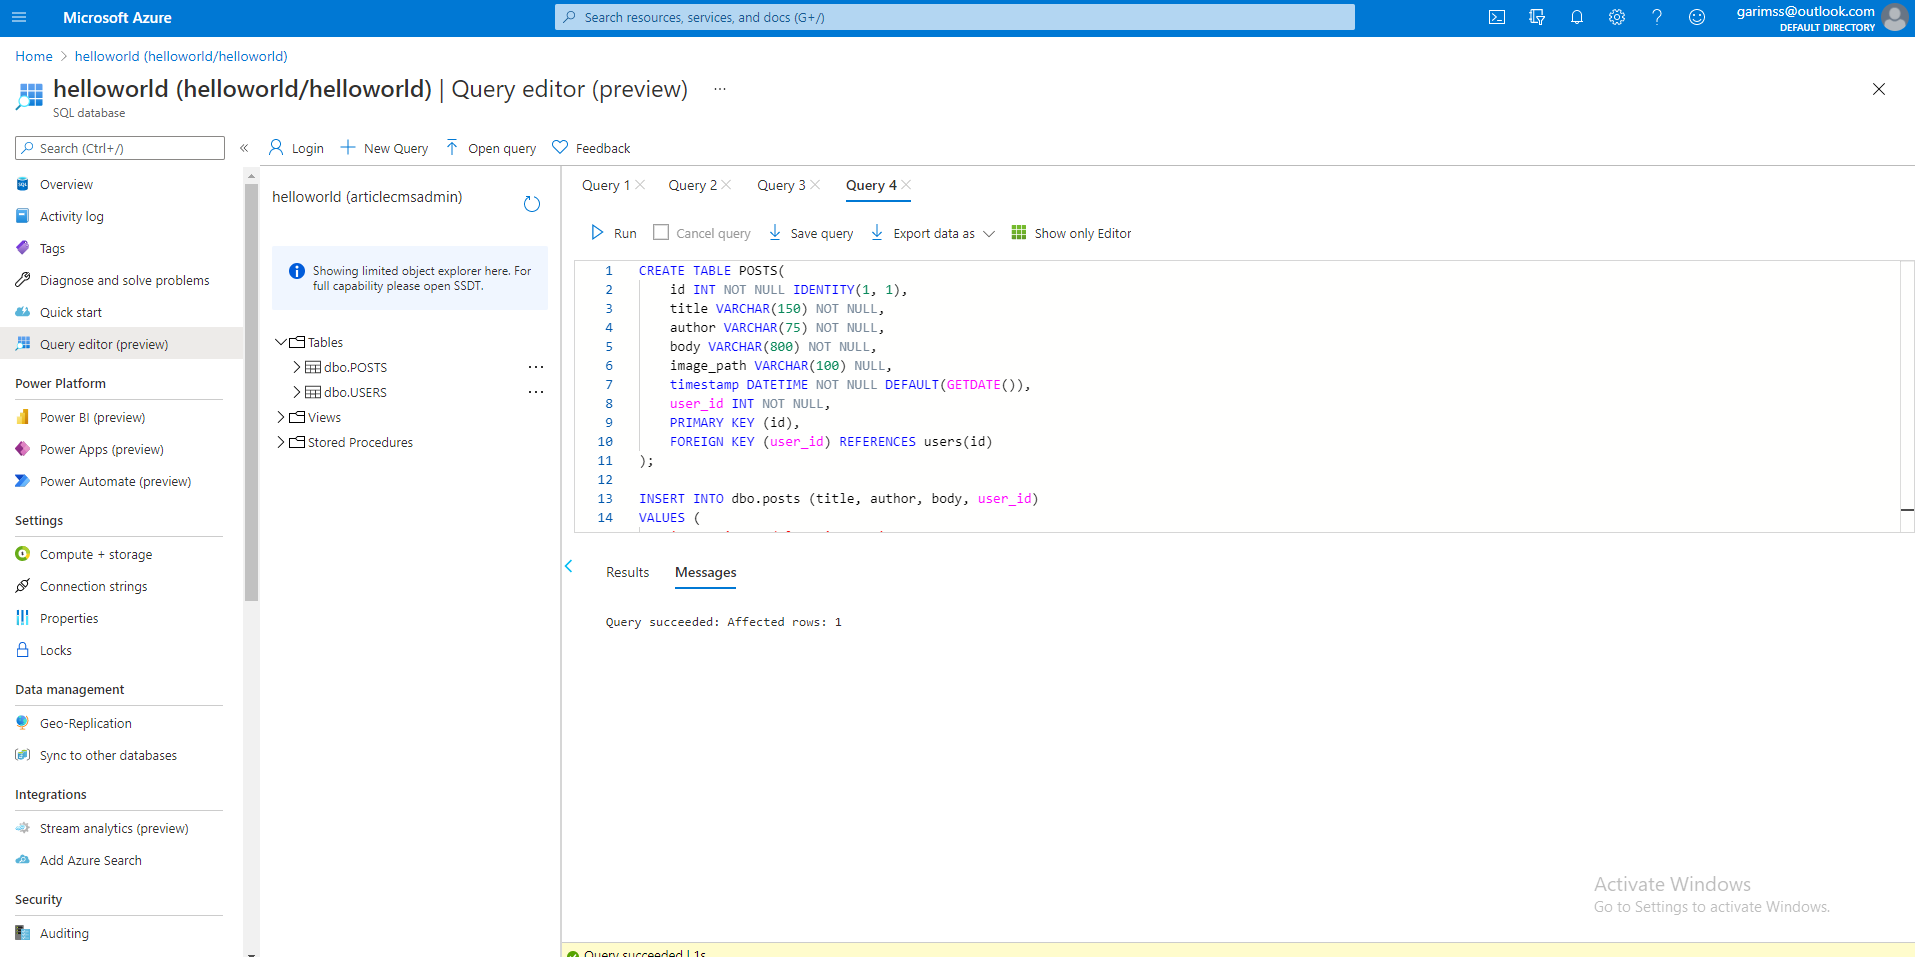 Microsoft Azure
Search resources, services, and docs (G+/)
garimss@outlook.com
DEFAULT DIRECTORY
Home > helloworld (helloworld/helloworld)
helloworld (helloworld/helloworld) | Query editor (preview) ...
SQL database
Search (Ctrl+/)
«
Overview
Activity log
Tags
Diagnose and solve problems
Quick start
Query editor (preview)
Power Platform
Power BI (preview)
Power Apps (preview)
Power Automate (preview)
Settings
Compute + storage
Connection strings
Properties
Locks
Data management
Geo-Replication
Sync to other databases
Integrations
Stream analytics (preview)
Add Azure Search
Security
Auditing
Login
New Query
Open query
Feedback
helloworld (articlecmsadmin)
Showing limited object explorer here. For
full capability please open SSDT.
Tables
dbo.POSTS ...
dbo.USERS ...
Views
Stored Procedures
Query 1
Query 2
Query 3
Query 4
Run
Cancel query
Save query
Export data as
Show only Editor
1 CREATE TABLE POSTS(
2 id INT NOT NULL IDENTITY(1, 1),
3 title VARCHAR(150) NOT NULL,
4 author VARCHAR(75) NOT NULL,
5 body VARCHAR(800) NOT NULL,
6 image_path VARCHAR(100) NULL,
7 timestamp DATETIME NOT NULL DEFAULT(GETDATE()),
8 user_id INT NOT NULL,
9 PRIMARY KEY (id),
10 FOREIGN KEY (user_id) REFERENCES users(id)
11 );
12
13 INSERT INTO dbo.posts (title, author, body, user_id)
14 VALUES (
Results
Messages
Query succeeded: Affected rows: 1
Activate Windows
Go to Settings to activate Windows.
Query succeeded | 1s